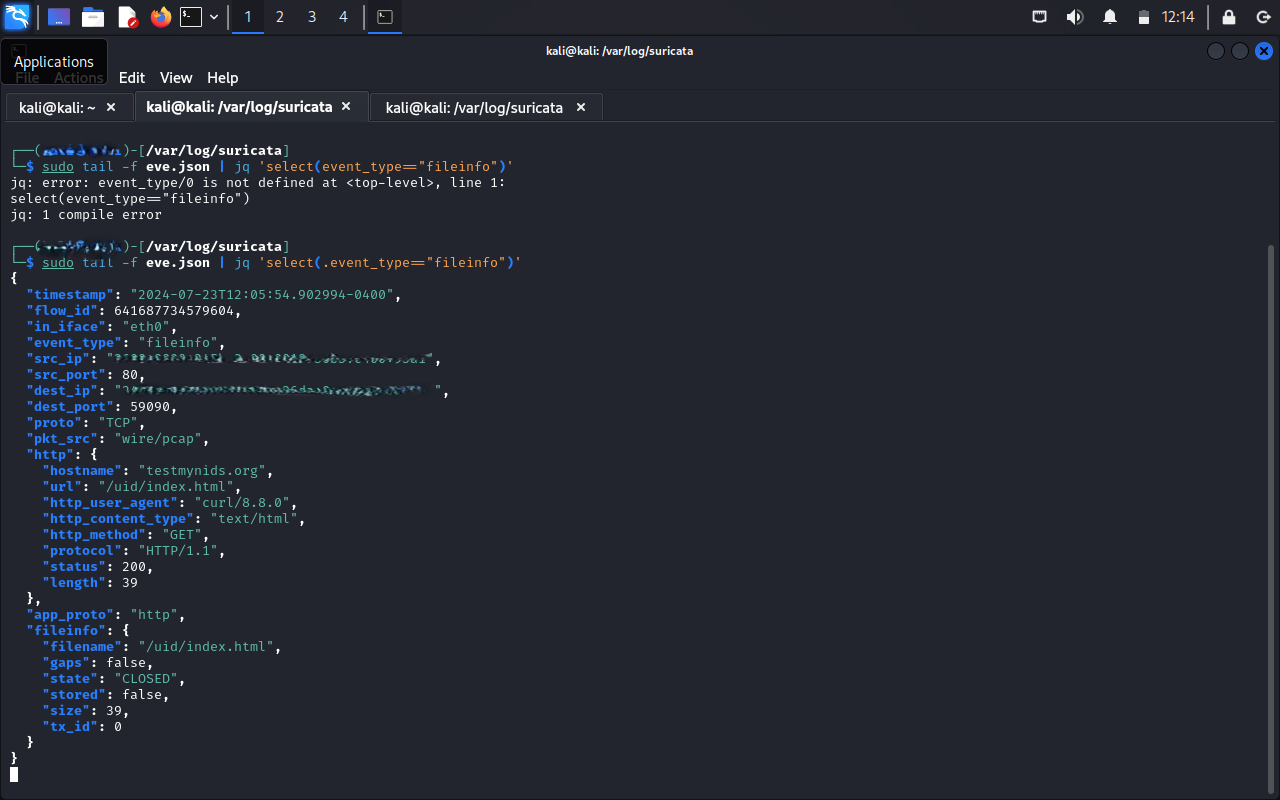 1 2 3 4 12:14
kali@kali: /var/log/suricata
Applications
File Actions Edit View Help
kali@kali: ~ kali@kali: /var/log/suricata kali@kali: /var/log/suricata
┌──( )-[/var/log/suricata]
└─$ sudo tail -f eve.json | jq 'select(event_type=="fileinfo")'
jq: error: event_type/0 is not defined at <top-level>, line 1:
select(event_type=="fileinfo")
jq: 1 compile error
┌──( )-[/var/log/suricata]
└─$ sudo tail -f eve.json | jq 'select(.event_type=="fileinfo")'
{
"timestamp": "2024-07-23T12:05:54.902994-0400",
"flow_id": 641687734579604,
"in_iface": "eth0",
"event_type": "fileinfo",
"src_ip": " ",
"src_port": 80,
"dest_ip": " ",
"dest_port": 59090,
"proto": "TCP",
"pkt_src": "wire/pcap",
"http": {
"hostname": "testmynids.org",
"url": "/uid/index.html",
"http_user_agent": "curl/8.8.0",
"http_content_type": "text/html",
"http_method": "GET",
"protocol": "HTTP/1.1",
"status": 200,
"length": 39
},
"app_proto": "http",
"fileinfo": {
"filename": "/uid/index.html",
"gaps": false,
"state": "CLOSED",
"stored": false,
"size": 39,
"tx_id": 0
}
}